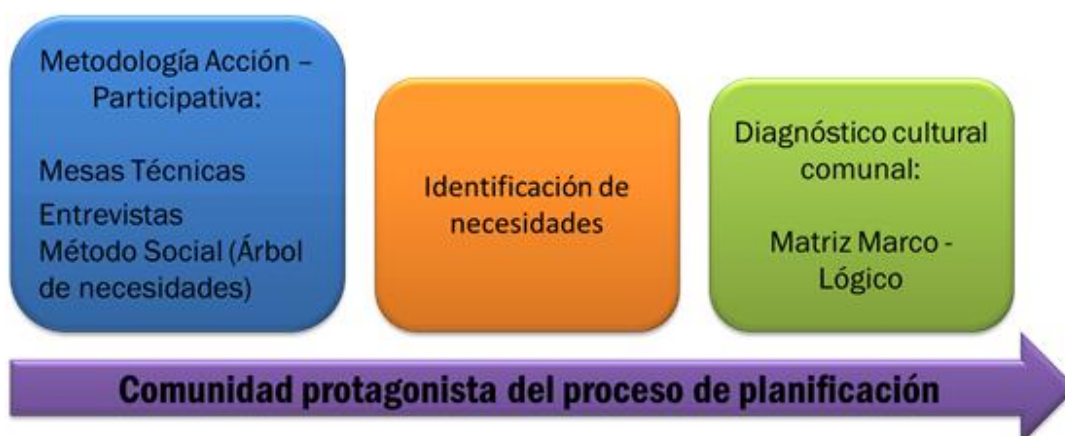 Metodología Acción –
Participativa:
Mesas Técnicas
Entrevistas
Método Social (Árbol
de necesidades)
Identificación de
necesidades
Diagnóstico cultural
comunal:
Matriz Marco -
Lógico
Comunidad protagonista del proceso de planificación